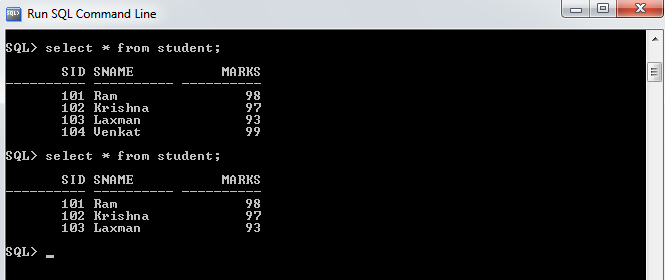 Run SQL Command Line
SQL> select * from student;
SID SNAME MARKS
---------- ---------- ----------
101 Ram 98
102 Krishna 97
103 Laxman 93
104 Venkat 99
SQL> select * from student;
SID SNAME MARKS
---------- ---------- ----------
101 Ram 98
102 Krishna 97
103 Laxman 93
SQL> _